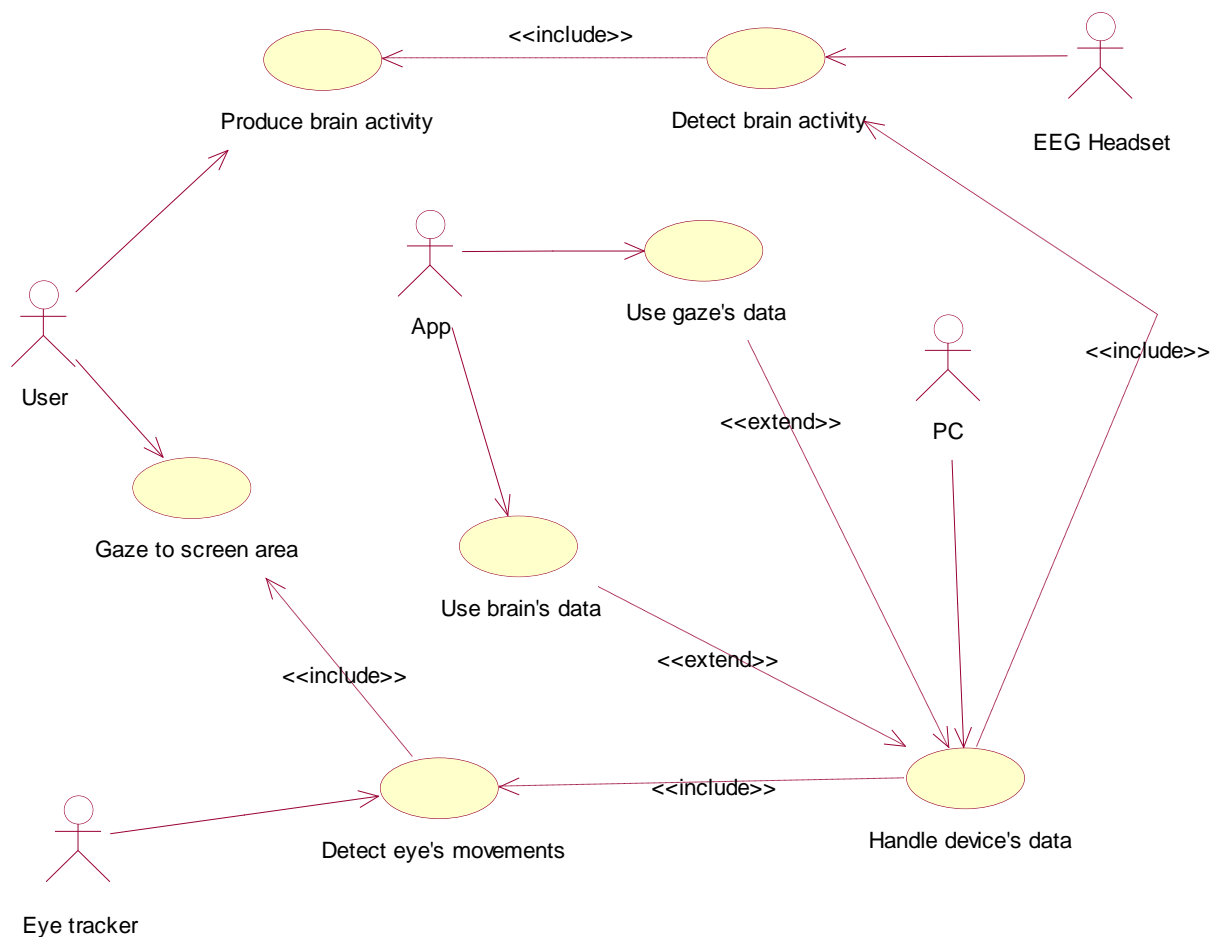 <<include>>
Produce brain activity
Detect brain activity
EEG Headset
App
Use gaze's data
<<include>>
User
<<extend>>
PC
Gaze to screen area
Use brain's data
<<include>>
<<extend>>
<<include>>
Detect eye's movements
Handle device's data
Eye tracker